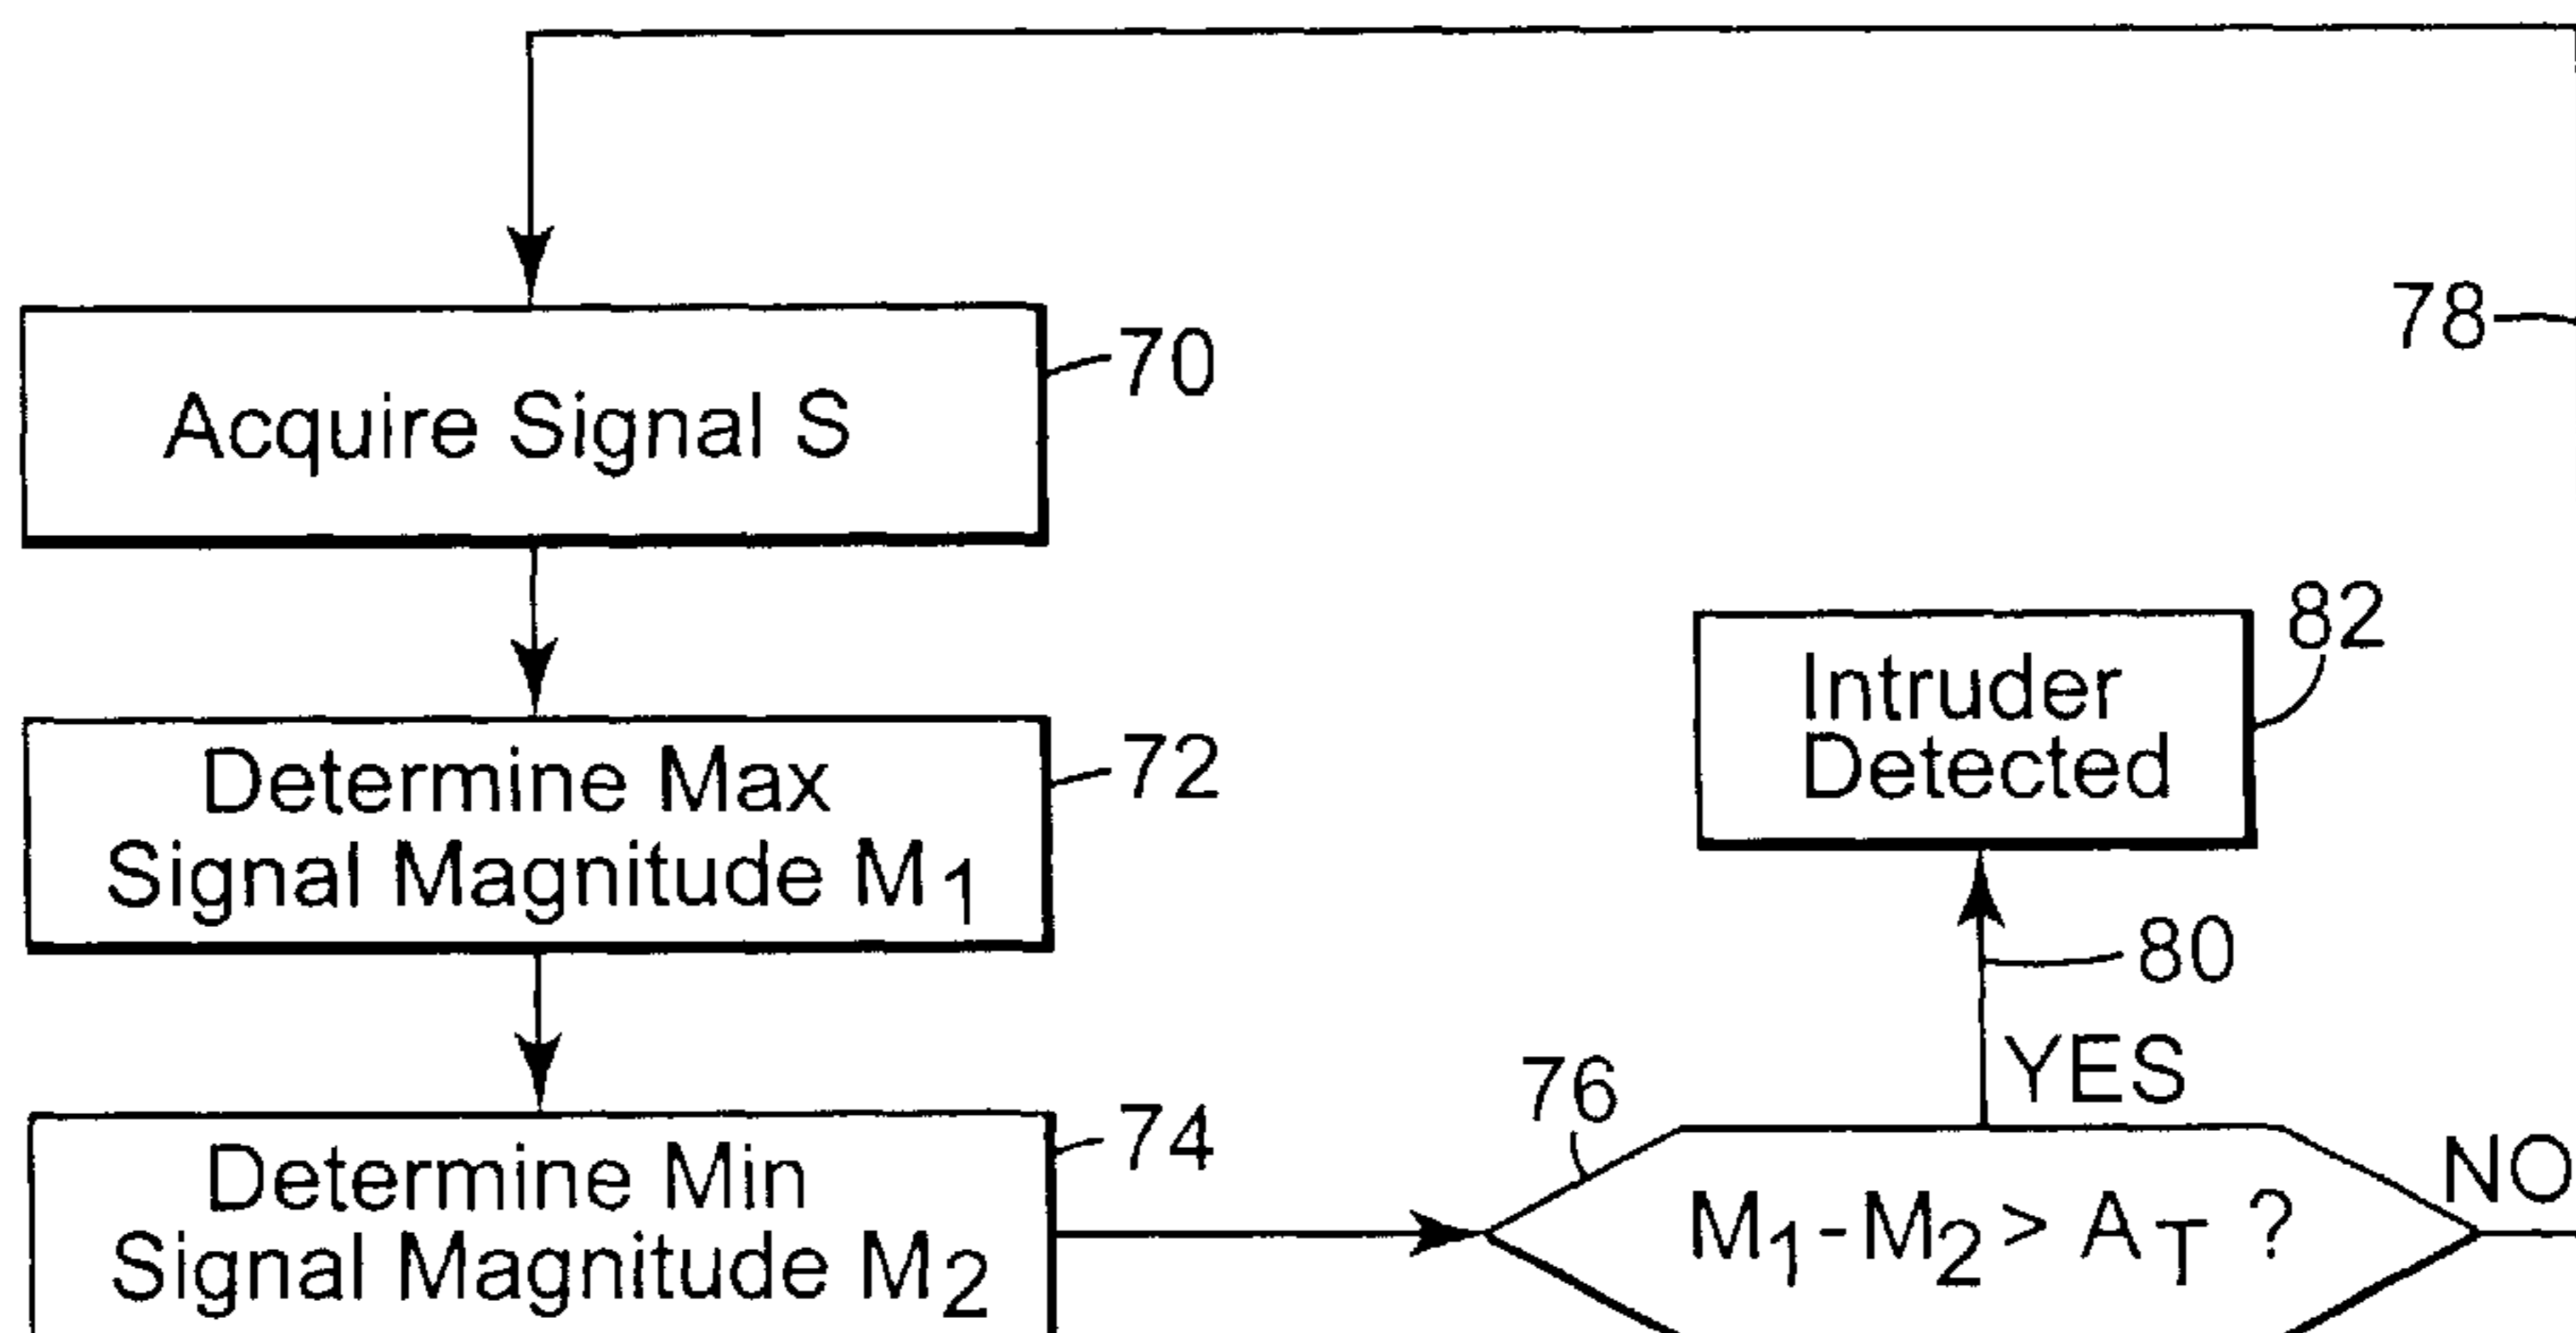 78
70
Acquire Signal S
82
Intruder
Detected
72
Determine Max
Signal Magnitude M1
80
YES
76
74
NO
Determine Min
Signal Magnitude M2
M1-M2 > AT ?